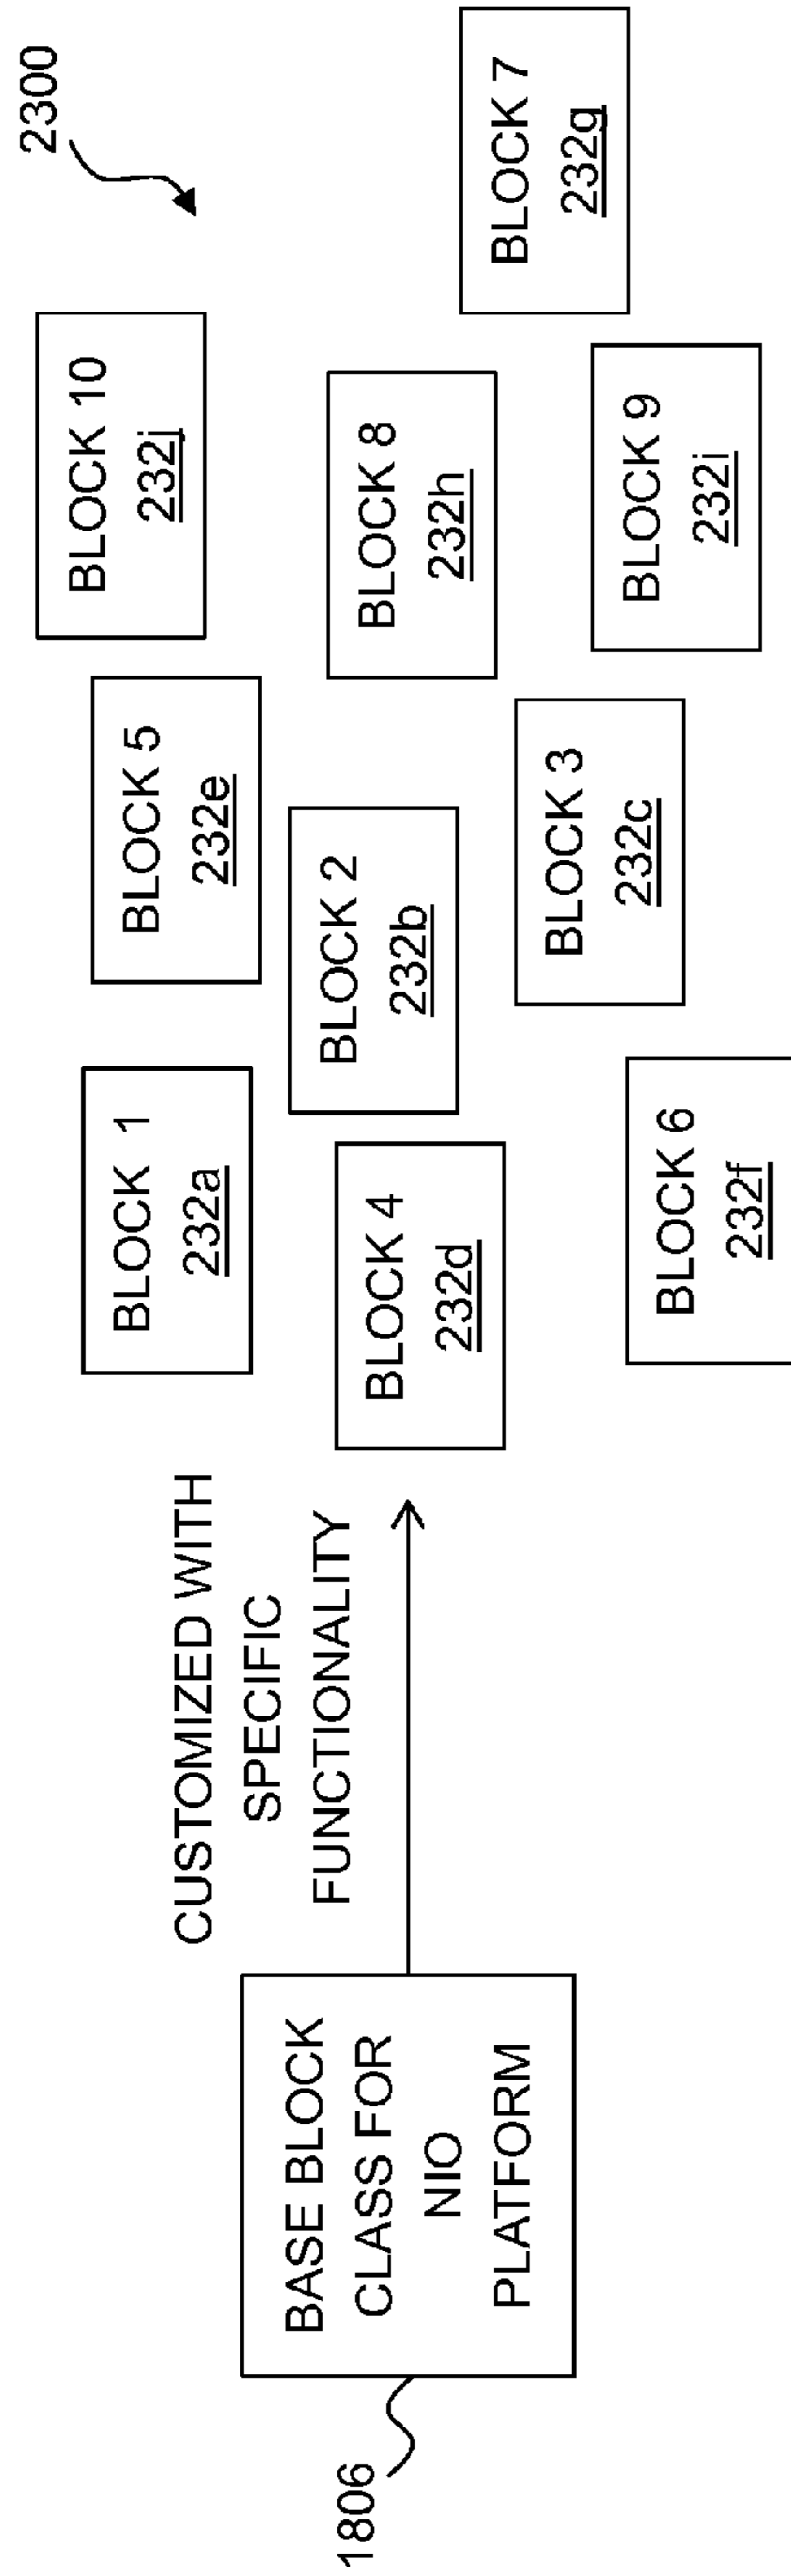 2300
BLOCK 1
232a
BLOCK 5
232e
BLOCK 10
232j
BLOCK 4
232d
BLOCK 2
232b
BLOCK 8
232h
BLOCK 3
232c
BLOCK 7
232g
BLOCK 6
232f
BLOCK 9
232i
CUSTOMIZED WITH
SPECIFIC
FUNCTIONALITY
BASE BLOCK
CLASS FOR
NIO
PLATFORM
1806